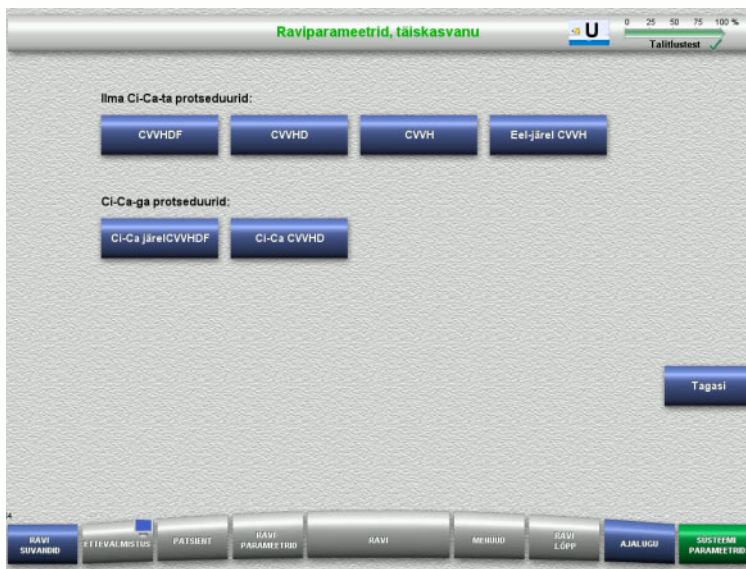 Raviparameetrid, täiskasvanu
U
0 25 50 75 100 %
Talitlustest
Ilma Ci-Ca-ta protseduurid:
CVVHDF
CVVHD
CVVH
Eel-järel CVVH
Ci-Ca-ga protseduurid:
Ci-Ca järelCVVHDF
Ci-Ca CVVHD
Tagasi
RAVI
SUVANDID
ETTEVALMISTUS
PATSIENT
RAVI
PARAMEETRID
RAVI
MENUUD
RAVI
LÕPP
AJALUGU
SÜSTEEMI
PARAMEETRID